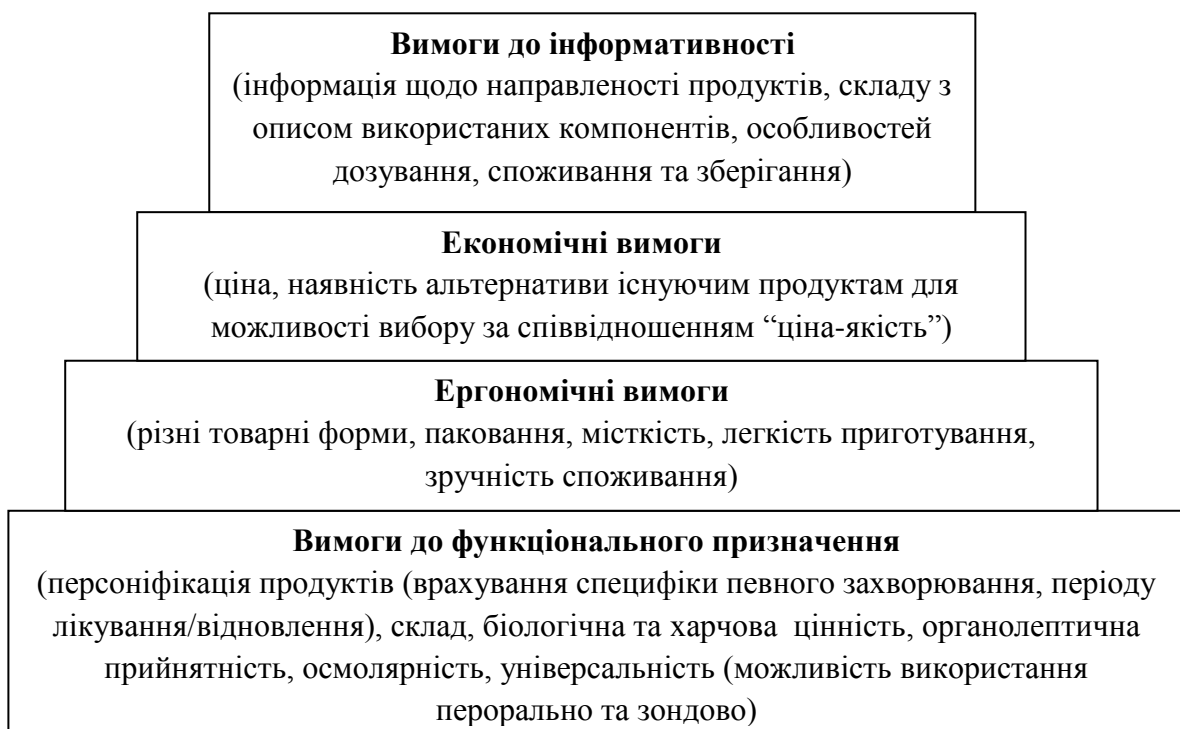 Вимоги до інформативності
(інформація щодо направленості продуктів, складу з
описом використаних компонентів, особливостей
дозування, споживання та зберігання)
Економічні вимоги
(ціна, наявність альтернативи існуючим продуктам для
можливості вибору за співвідношенням “ціна-якість”)
Ергономічні вимоги
(різні товарні форми, паковання, місткість, легкість приготування,
зручність споживання)
Вимоги до функціонального призначення
(персоніфікація продуктів (врахування специфіки певного захворювання, періоду
лікування/відновлення), склад, біологічна та харчова цінність, органолептична
прийнятність, осмолярність, універсальність (можливість використання
перорально та зондово)